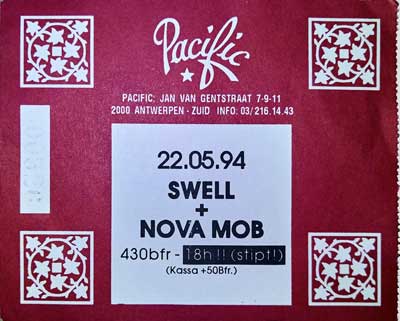 Pacific
PACIFIC: JAN VAN GENTSTRAAT 7-9-11
2000 ANTWERPEN - ZUID INFO: 03/216.14.43
22.05.94
SWELL
+
NOVA MOB
430bfr - 18h !! (stipt!)
(Kassa +50Bfr.)